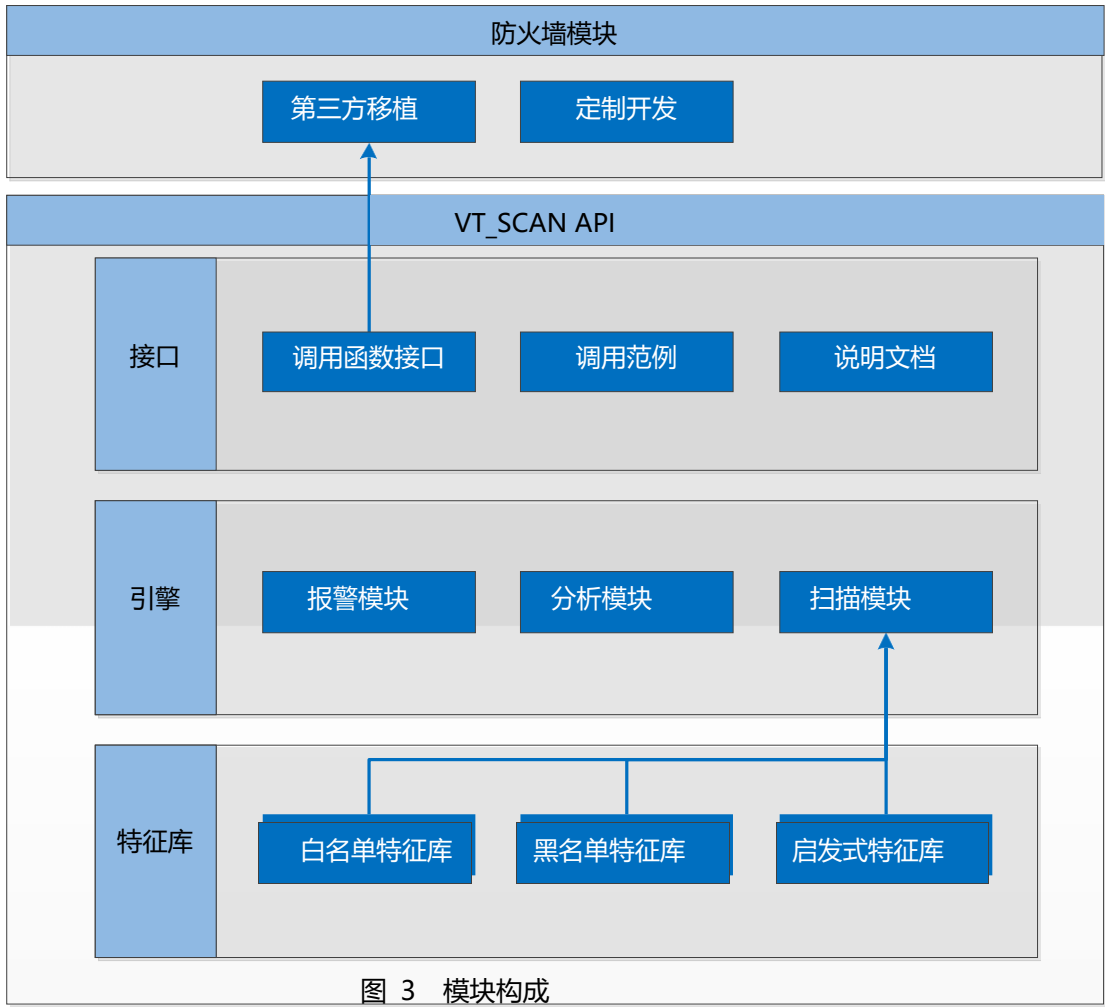 防火墙模块
第三方移植
定制开发
VT_SCAN API
接口
调用函数接口
调用范例
说明文档
引擎
报警模块
分析模块
扫描模块
特征库
白名单特征库
黑名单特征库
启发式特征库
图 3 模块构成